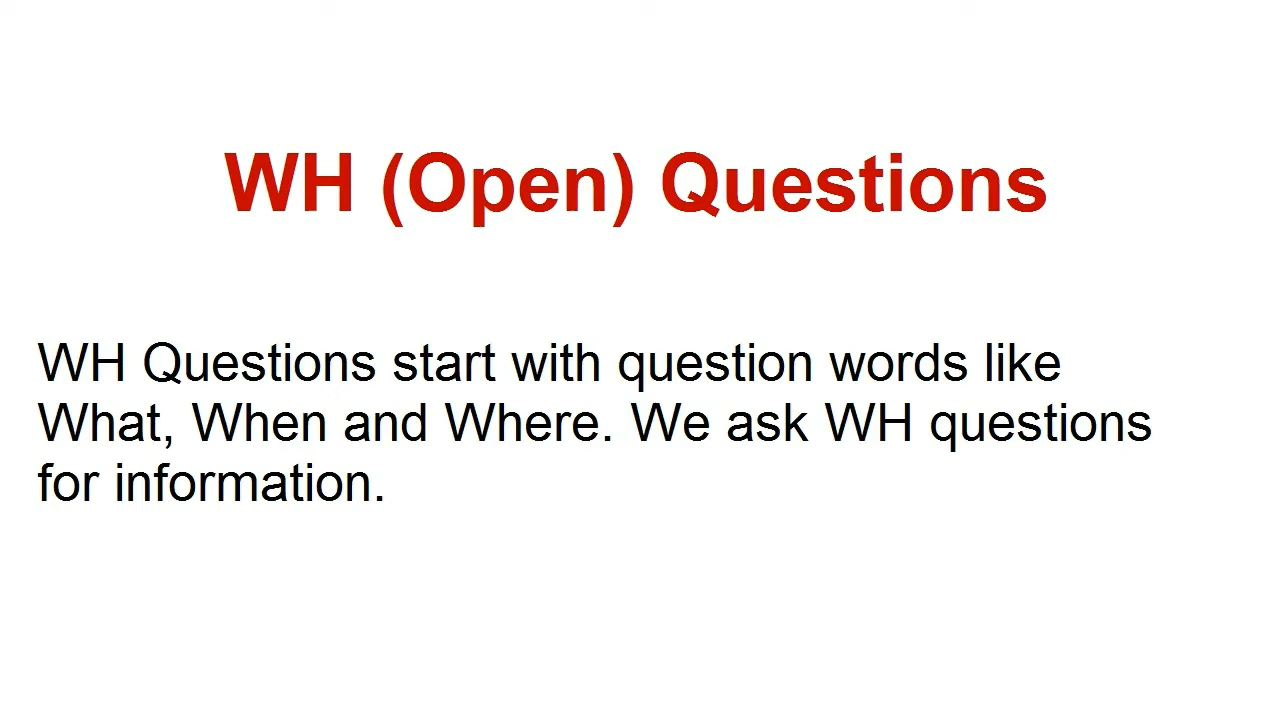 WH (Open) Questions
WH Questions start with question words like
What, When and Where. We ask WH questions
for information.